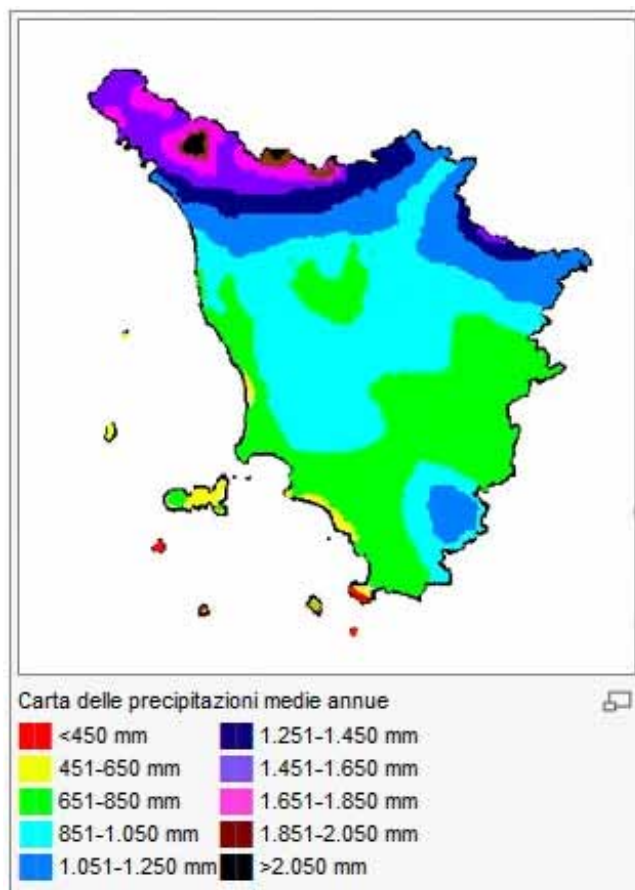 Carta delle precipitazioni medie annue
<450 mm
451-650 mm
651-850 mm
851-1.050 mm
1.051-1.250 mm
1.251-1.450 mm
1.451-1.650 mm
1.651-1.850 mm
1.851-2.050 mm
>2.050 mm